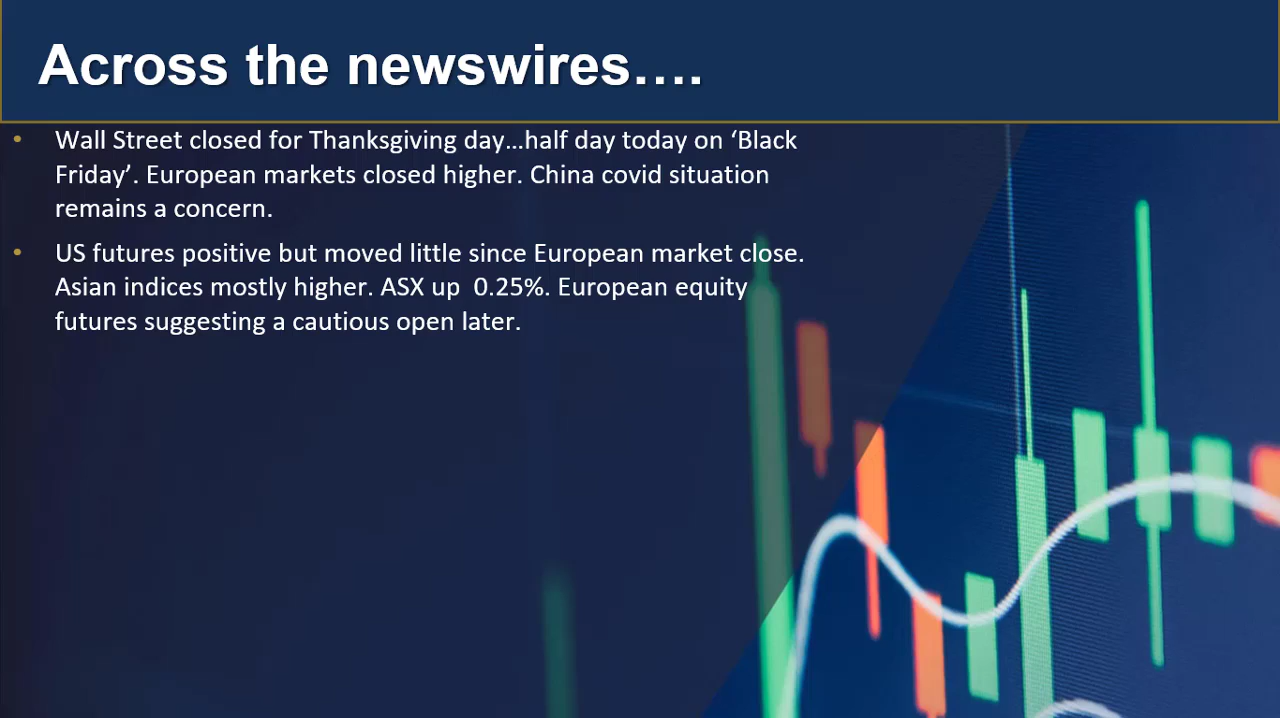 Across the newswires….
• Wall Street closed for Thanksgiving day…half day today on ‘Black
Friday’. European markets closed higher. China covid situation
remains a concern.
• US futures positive but moved little since European market close.
Asian indices mostly higher. ASX up  0.25%. European equity
futures suggesting a cautious open later.